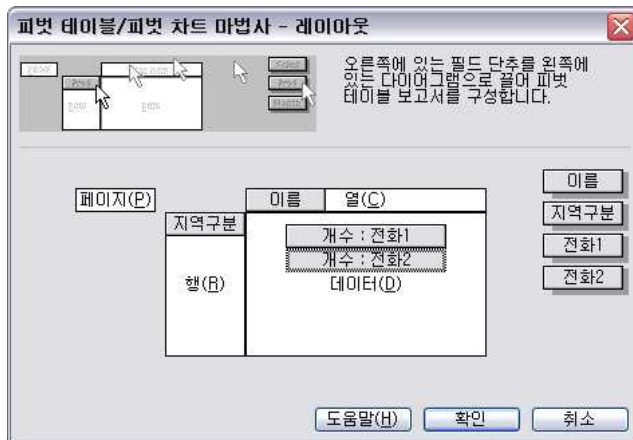 피벗 테이블/피벗 차트 마법사 - 레이아웃
오른쪽에 있는 필드 단추를 왼쪽에
있는 다이어그램으로 끌어 피벗
테이블 보고서를 구성합니다.
페이지(P)
이름
열(C)
지역구분
개수 : 전화1
개수 : 전화2
행(R)
데이터(D)
이름
지역구분
전화1
전화2
도움말(H)
확인
취소